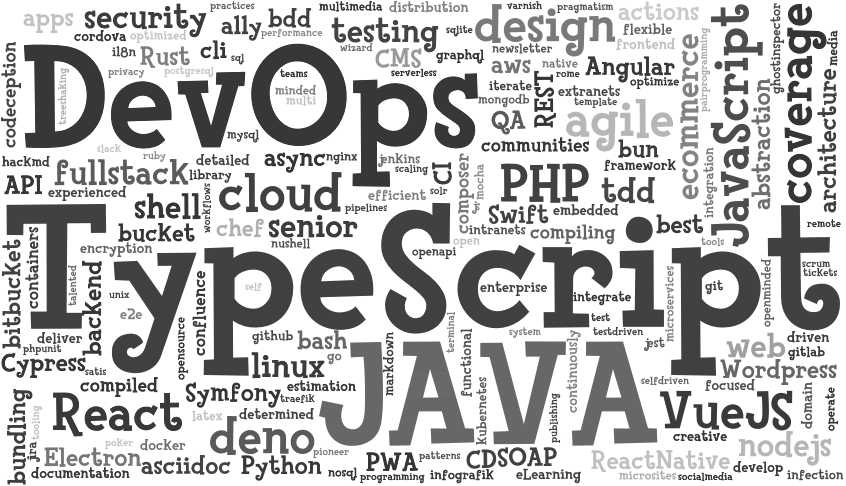 practices
multimedia
distribution
varnish
pragmatism
apps
security
ally
bdd
performance
testing
sqlite
design
flexible
actions
cordova
optimized
i18n
Rust
cli
sql
wizard
CMS
graphql
newsletter
frontend
codeception
DevOps
treeshaking
privacy
postgresql
teams
minded
multi
serverless
aws
native
rome
Angular
optimize
iterate
mongodb
REST
extranets
template
QA
agile
pairprogramming
ecommerce
JavaScript
ghostinspector
coverage
media
architecture
abstraction
integration
mysql
slack
ruby
hackmd
fullstack
detailed
library
async
nginx
jenkins
scaling
CI
solr
communities
bun
framework
API
experienced
shell
workflows
cloud
pipelines
efficient
composer
mocha
PHP
tdd
bucket
chef
senior
Swift
embedded
intranets
compiling
best
remote
tools
nushell
openapi
open
TypeScript
bitbucket
containers
talented
encryption
backend
unix
e2e
opensource
confluence
self
enterprise
integrate
git
microservices
openminded
scrum
tickets
deliver
phpunit
Cypress
satis
github
bash
go
linux
markdown
terminal
functional
system
continuously
test
testdriven
jest
web
driven
gitlab
Wordpress
compiled
Symfony
estimation
traefik
JAVA
selfdriven
focused
bundling
tooling
jra
React
latex
determined
deno
pioneer
Kubernetes
publishing
VueJS
creative
domain
operate
poker
docker
Electron
documentation
asciidoc
Python
nosql
PWA
programming
patterns
infografik
CD
SOAP
eLearning
ReactNative
microsites
socialmedia
nodejs
develop
infection